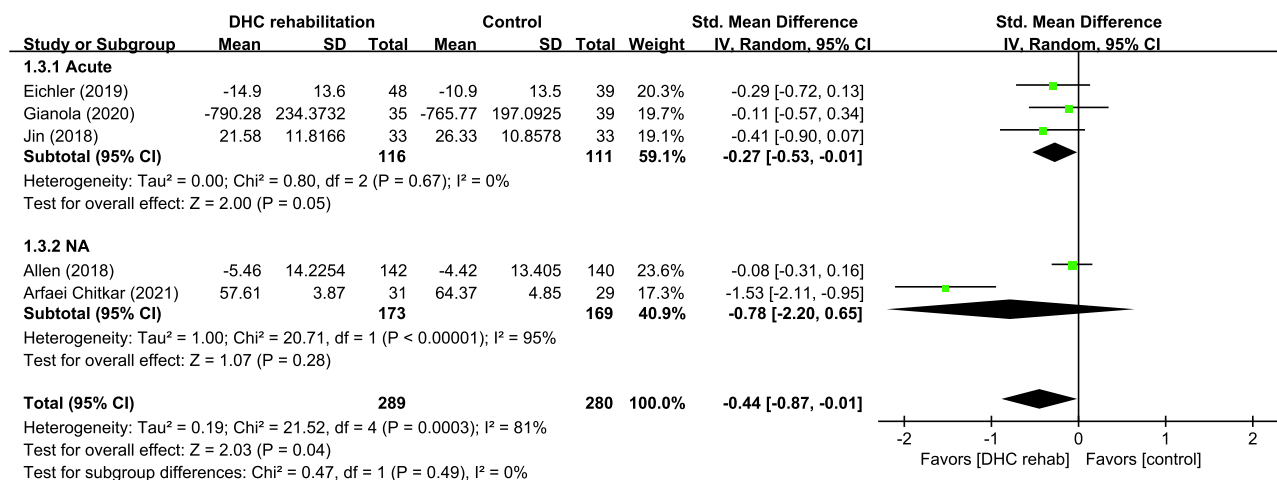 DHC rehabilitation Control Std. Mean Difference Std. Mean Difference
Study or Subgroup Mean SD Total Mean SD Total Weight IV, Random, 95% CI IV, Random, 95% CI
1.3.1 Acute
Eichler (2019) -14.9 13.6 48 -10.9 13.5 39 20.3% -0.29 [-0.72, 0.13]
Gianola (2020) -790.28 234.3732 35 -765.77 197.0925 39 19.7% -0.11 [-0.57, 0.34]
Jin (2018) 21.58 11.8166 33 26.33 10.8578 33 19.1% -0.41 [-0.90, 0.07]
Subtotal (95% CI) 116 111 59.1% -0.27 [-0.53, -0.01]
Heterogeneity: Tau² = 0.00; Chi² = 0.80, df = 2 (P = 0.67); I² = 0%
Test for overall effect: Z = 2.00 (P = 0.05)
1.3.2 NA
Allen (2018) -5.46 14.2254 142 -4.42 13.405 140 23.6% -0.08 [-0.31, 0.16]
Arfaei Chitkar (2021) 57.61 3.87 31 64.37 4.85 29 17.3% -1.53 [-2.11, -0.95]
Subtotal (95% CI) 173 169 40.9% -0.78 [-2.20, 0.65]
Heterogeneity: Tau² = 1.00; Chi² = 20.71, df = 1 (P < 0.00001); I² = 95%
Test for overall effect: Z = 1.07 (P = 0.28)
Total (95% CI) 289 280 100.0% -0.44 [-0.87, -0.01]
Heterogeneity: Tau² = 0.19; Chi² = 21.52, df = 4 (P = 0.0003); I² = 81%
Test for overall effect: Z = 2.03 (P = 0.04)
Test for subgroup differences: Chi² = 0.47, df = 1 (P = 0.49), I² = 0%
-2 -1 0 1 2
Favors [DHC rehab] Favors [control]